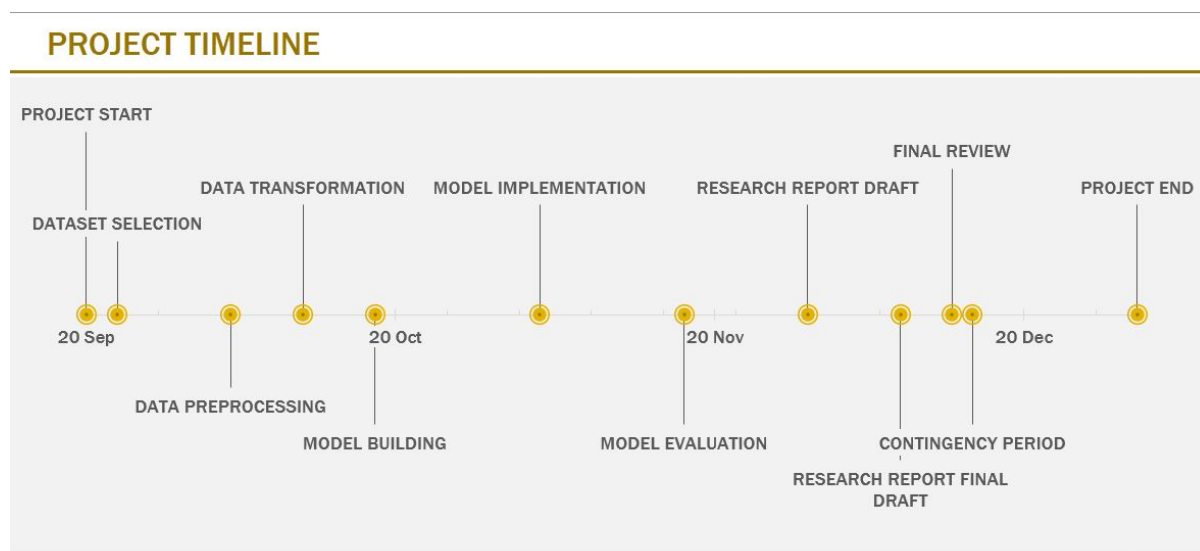 PROJECT TIMELINE
PROJECT START
FINAL REVIEW
DATA TRANSFORMATION
MODEL IMPLEMENTATION
RESEARCH REPORT DRAFT
PROJECT END
DATASET SELECTION
20 Sep
20 Oct
20 Nov
20 Dec
DATA PREPROCESSING
MODEL BUILDING
MODEL EVALUATION
CONTINGENCY PERIOD
RESEARCH REPORT FINAL
DRAFT